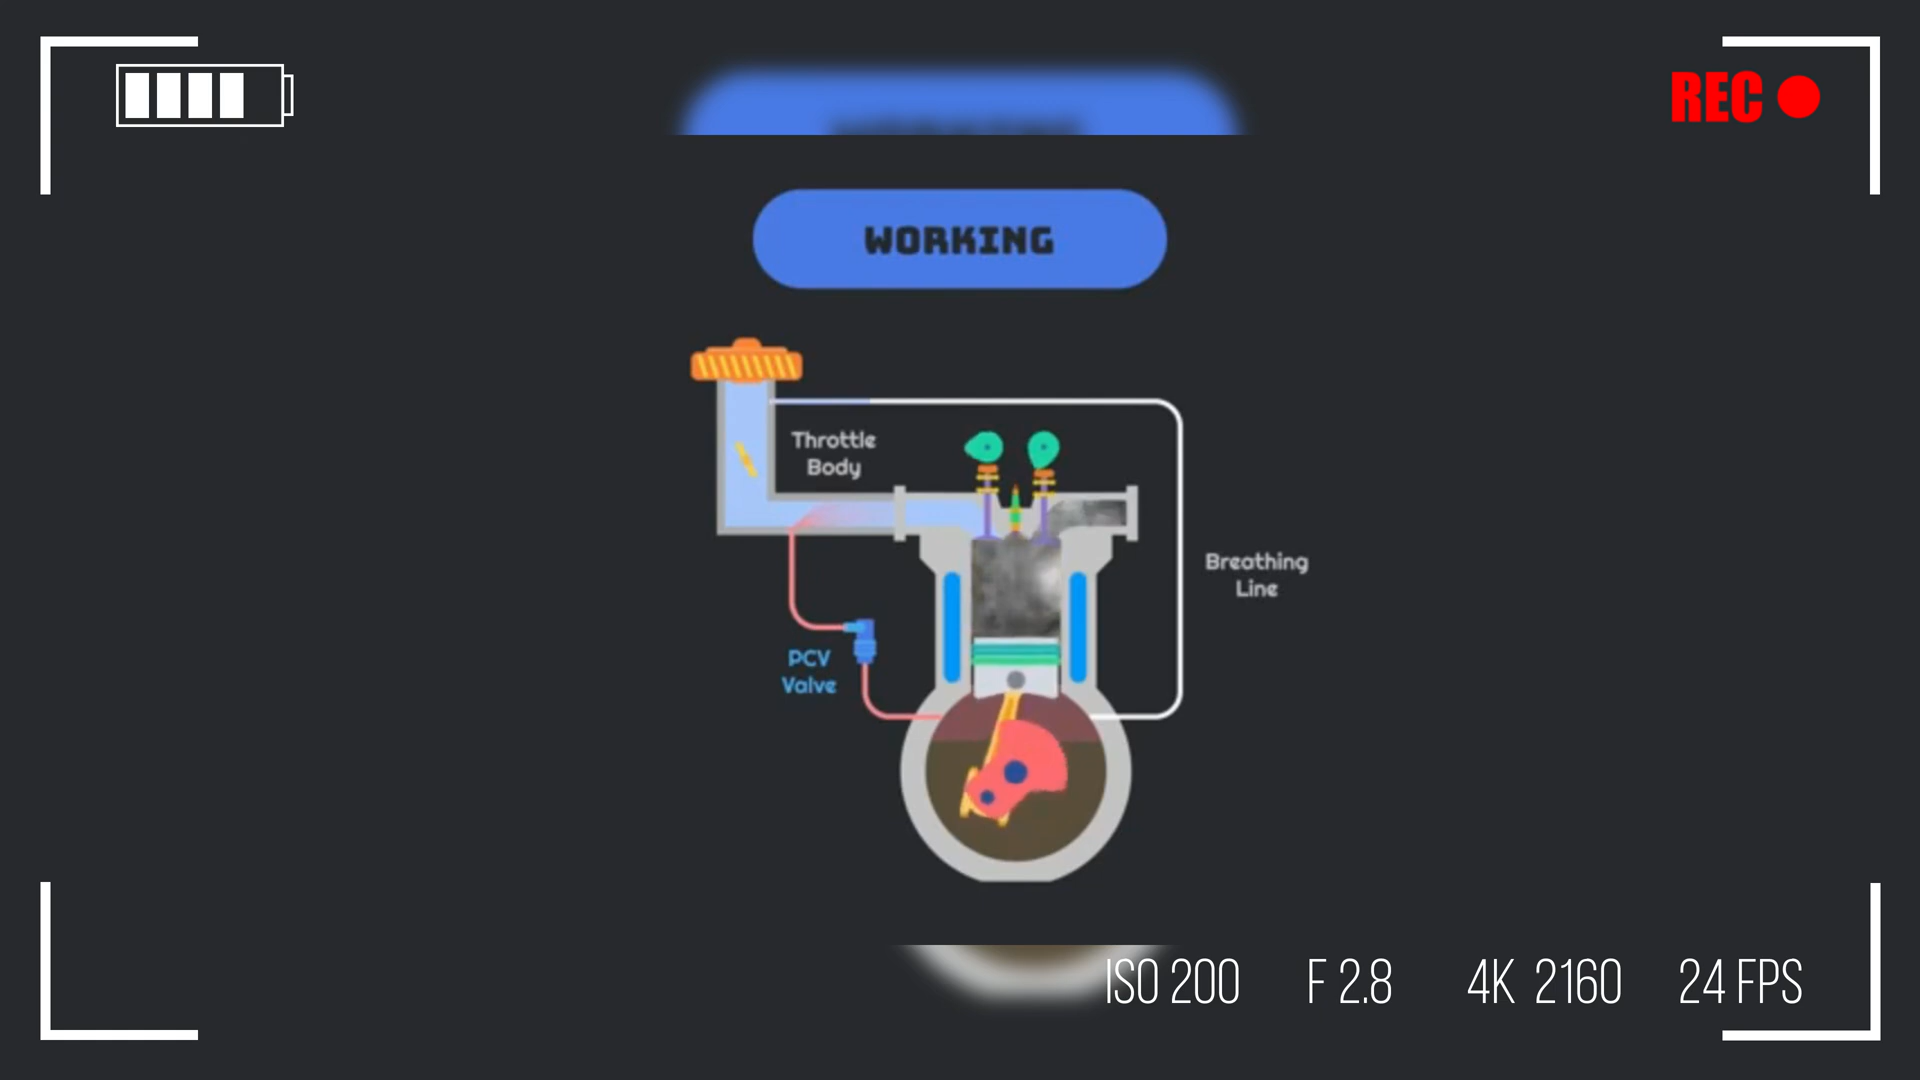 REC
WORKING
Throttle
Body
Breathing
Line
PCV
Valve
ISO 200 F 2.8 4K 2160 24 FPS